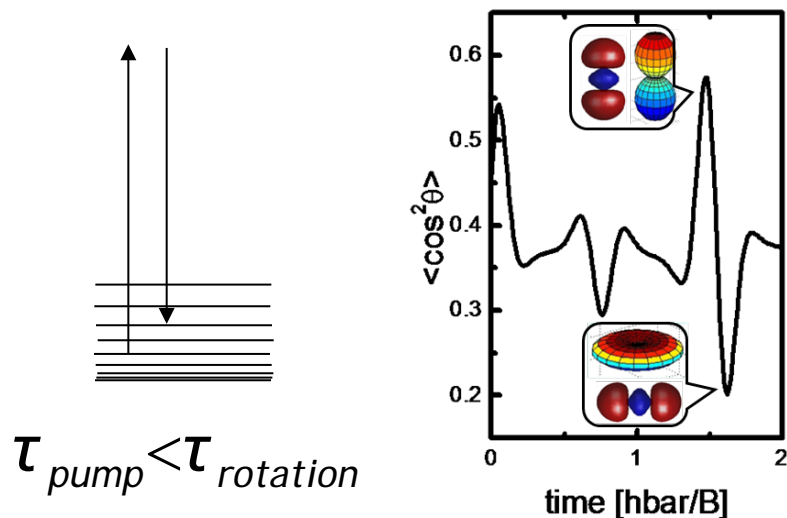 τ pump<τ rotation
<cos²θ>
0.6
0.5
0.4
0.3
0.2
0 1 2
time [hbar/B]